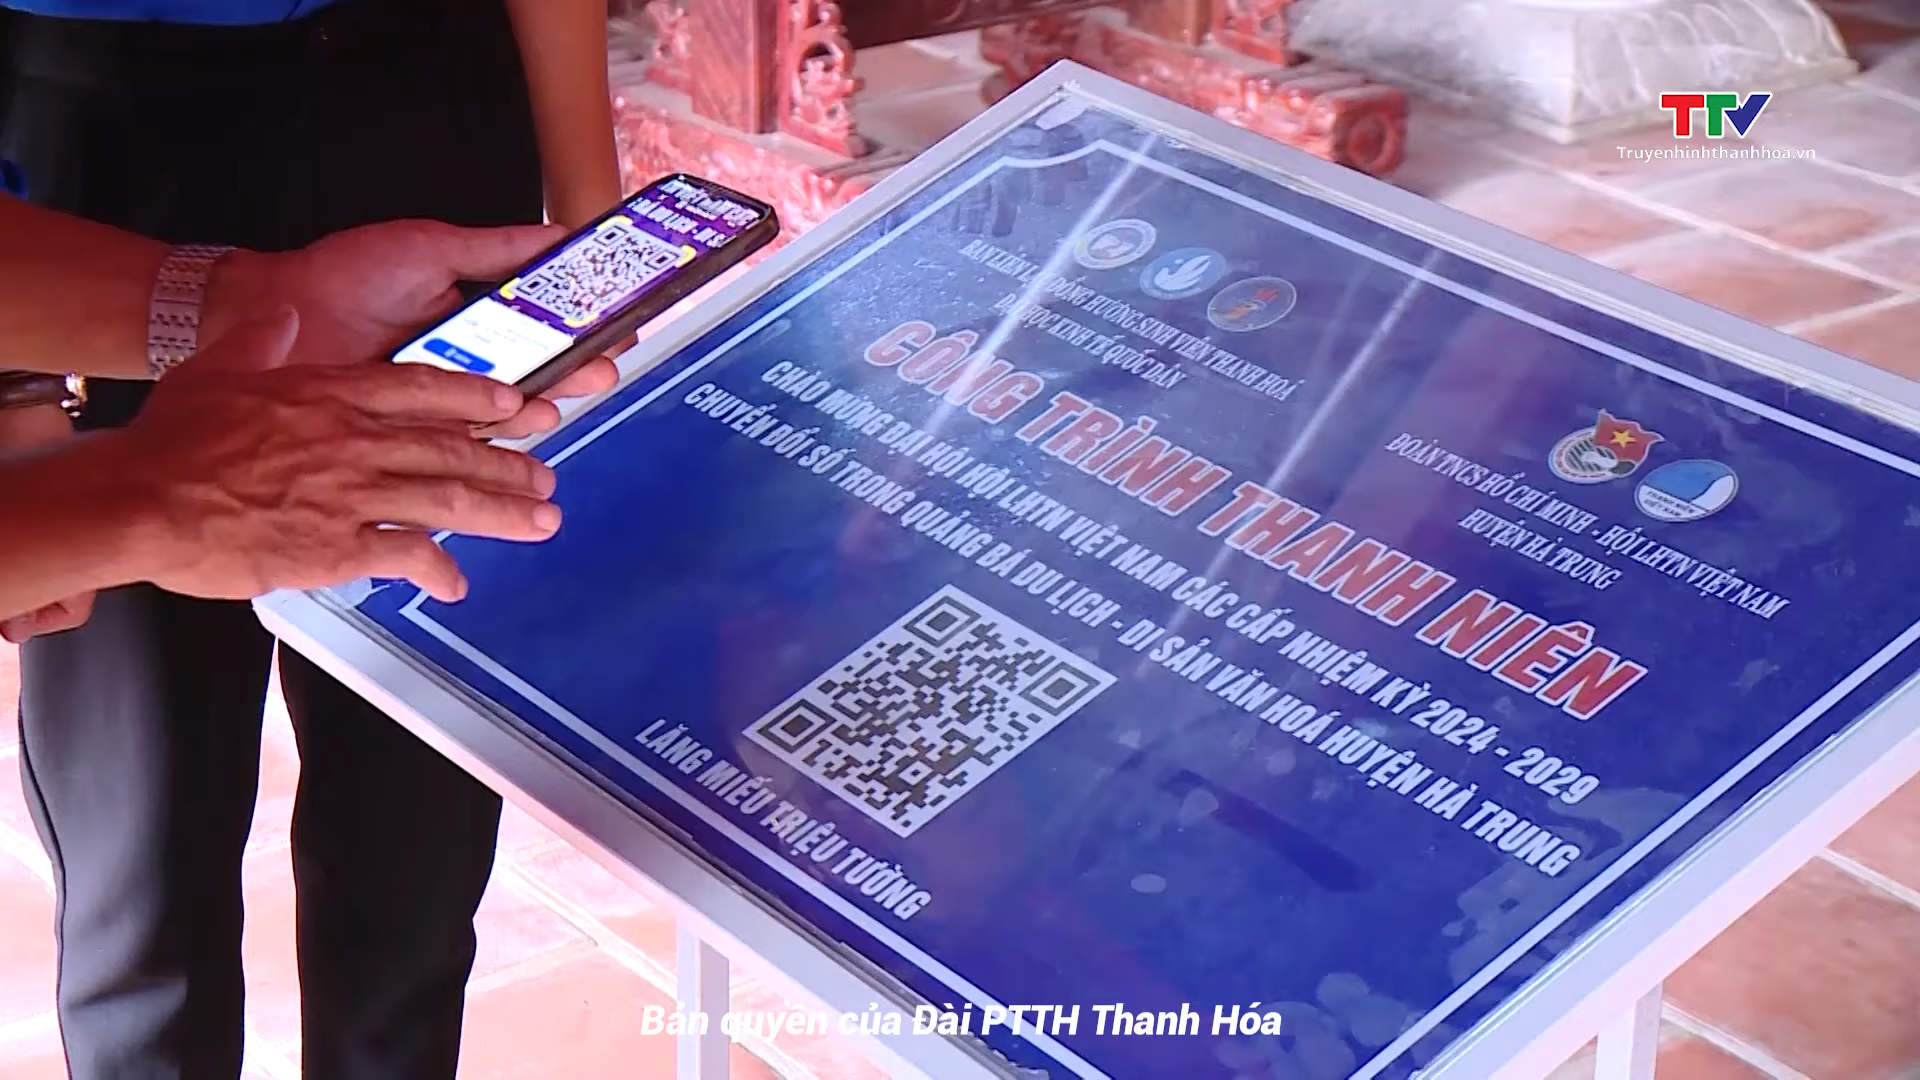 TTV
Truyenhinhthanhhoa.vn
BAN LIÊN LẠC ĐỒNG HƯƠNG SINH VIÊN THANH HOÁ
ĐẠI HỌC KINH TẾ QUỐC DÂN
ĐOÀN TNCS HỒ CHÍ MINH - HỘI LHTN VIỆT NAM
HUYỆN HÀ TRUNG
CÔNG TRÌNH THANH NIÊN
CHÀO MỪNG ĐẠI HỘI HỘI LHTN VIỆT NAM CÁC CẤP NHIỆM KỲ 2024 - 2029
CHUYỂN ĐỔI SỐ TRONG QUẢNG BÁ DU LỊCH - DI SẢN VĂN HOÁ HUYỆN HÀ TRUNG
LĂNG MIẾU TRIỆU TƯỜNG
Bản quyền của Đài PTTH Thanh Hóa